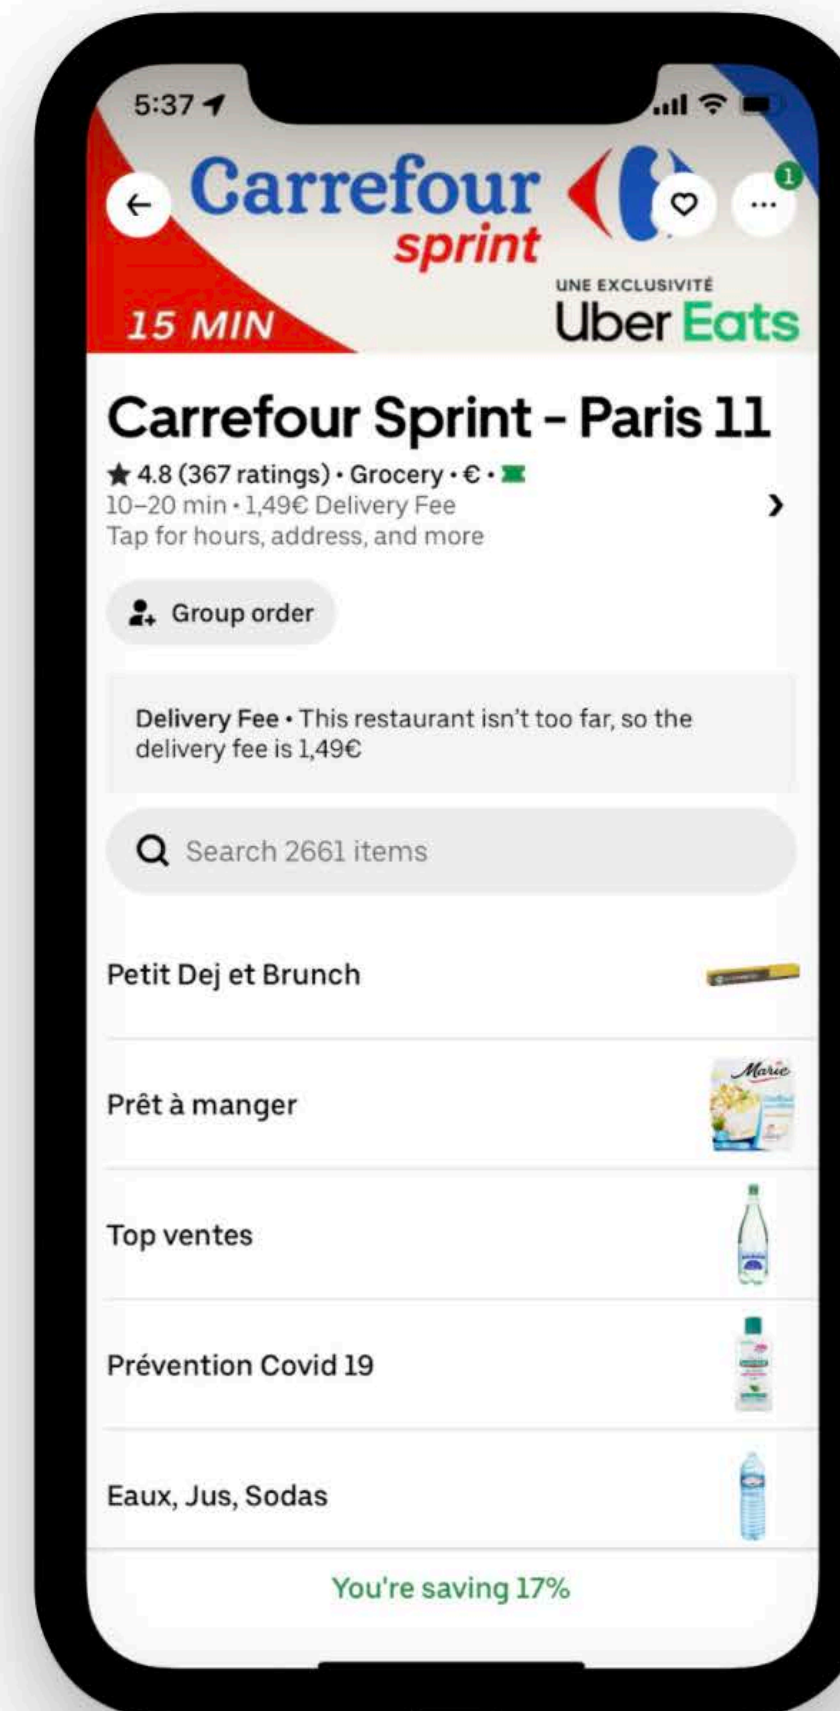 5:37
Carrefour
sprint
1
UNE EXCLUSIVITÉ
15 MIN
Uber Eats
Carrefour Sprint - Paris 11
★ 4.8 (367 ratings) • Grocery • € •
10–20 min • 1,49€ Delivery Fee
Tap for hours, address, and more
Group order
Delivery Fee • This restaurant isn't too far, so the
delivery fee is 1,49€
Search 2661 items
Petit Dej et Brunch
Prêt à manger
Marie
Top ventes
Prévention Covid 19
Eaux, Jus, Sodas
You're saving 17%